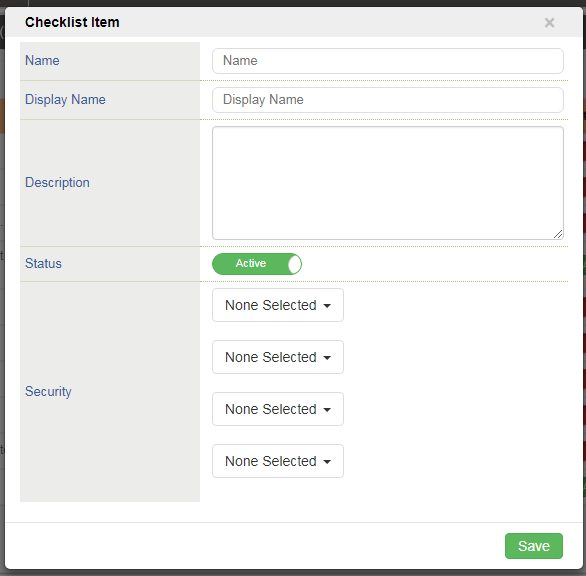 Checklist Item ×
Name Name
Display Name Display Name
Description
Status Active
None Selected
None Selected
Security
None Selected
None Selected
Save